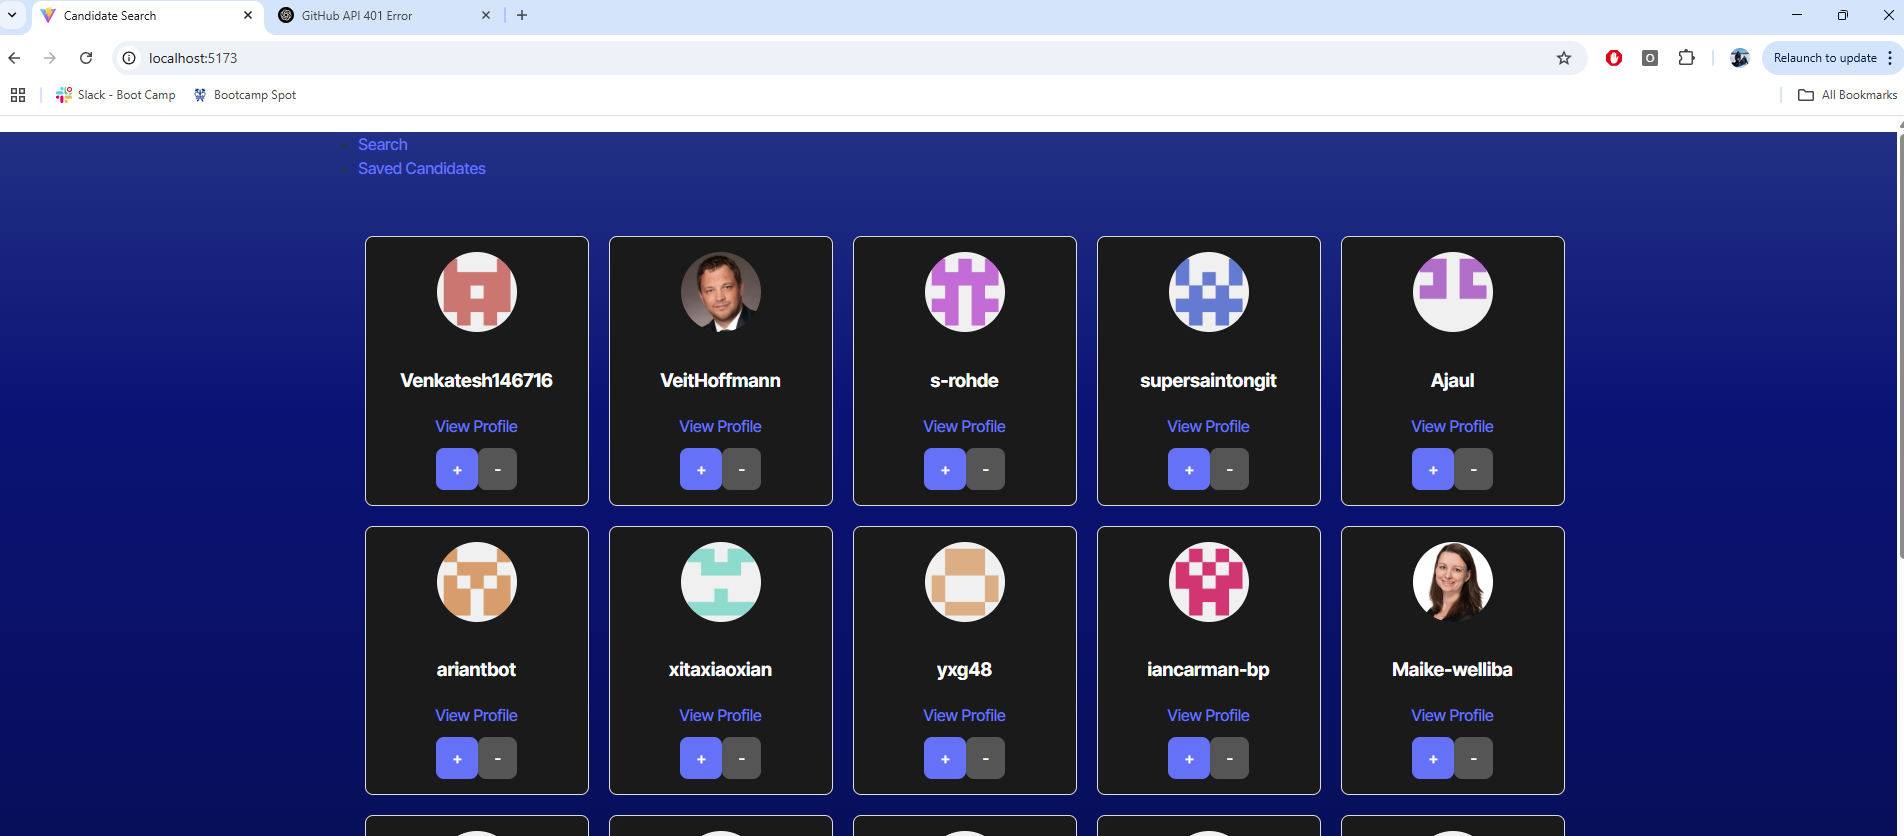 Candidate Search
GitHub API 401 Error
localhost:5173
O
Relaunch to update
Slack - Boot Camp
Bootcamp Spot
All Bookmarks
Search
Saved Candidates
Venkatesh146716
VeitHoffmann
s-rohde
supersaintongit
Ajaul
View Profile
View Profile
View Profile
View Profile
View Profile
+ -
+ -
+ -
+ -
+ -
ariantbot
xitaxiaoxian
yxg48
iancarman-bp
Maike-welliba
View Profile
View Profile
View Profile
View Profile
View Profile
+ -
+ -
+ -
+ -
+ -